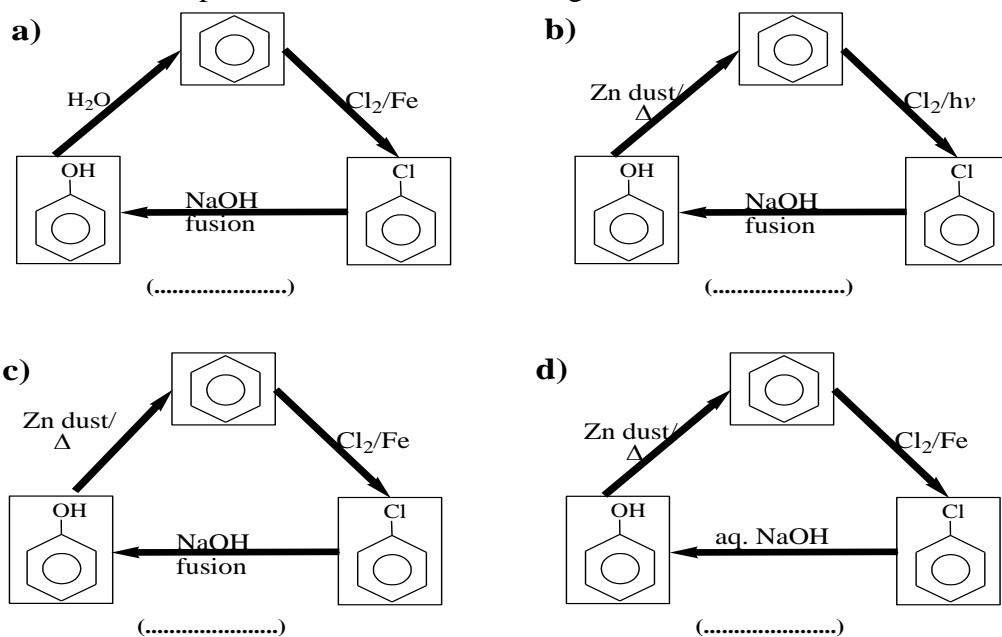 a)
H₂O
Cl₂/Fe
OH
Cl
NaOH
fusion
(......................)
b)
Zn dust/
Δ
Cl₂/hν
OH
Cl
NaOH
fusion
(......................)
c)
Zn dust/
Δ
Cl₂/Fe
OH
Cl
NaOH
fusion
(......................)
d)
Zn dust/
Δ
Cl₂/Fe
OH
Cl
aq. NaOH
(......................)